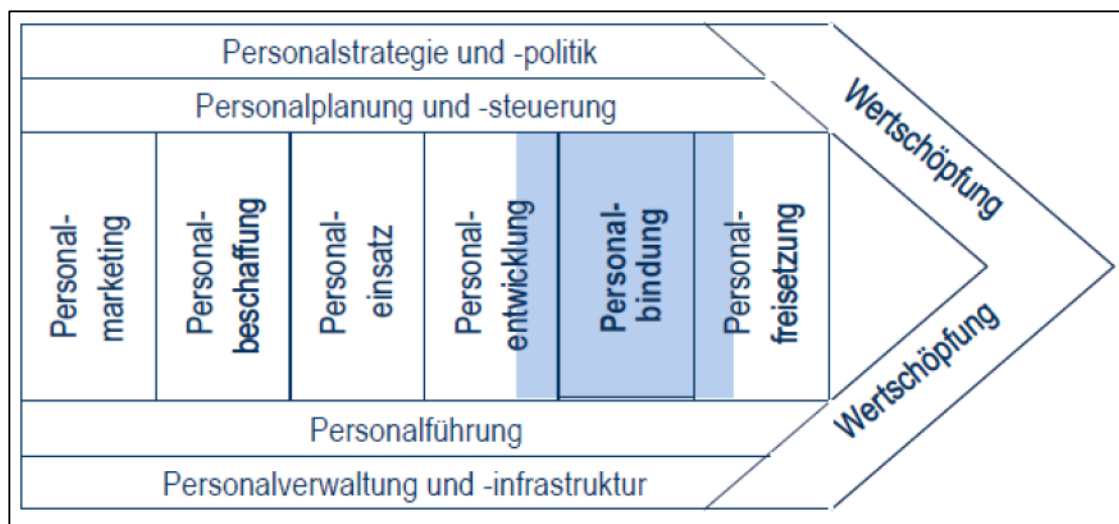 Personalstrategie und -politik
Personalplanung und -steuerung
Personal-
marketing
Personal-
beschaffung
Personal-
einsatz
Personal-
entwicklung
Personal-
bindung
Personal-
freisetzung
Wertschöpfung
Wertschöpfung
Personalführung
Personalverwaltung und -infrastruktur